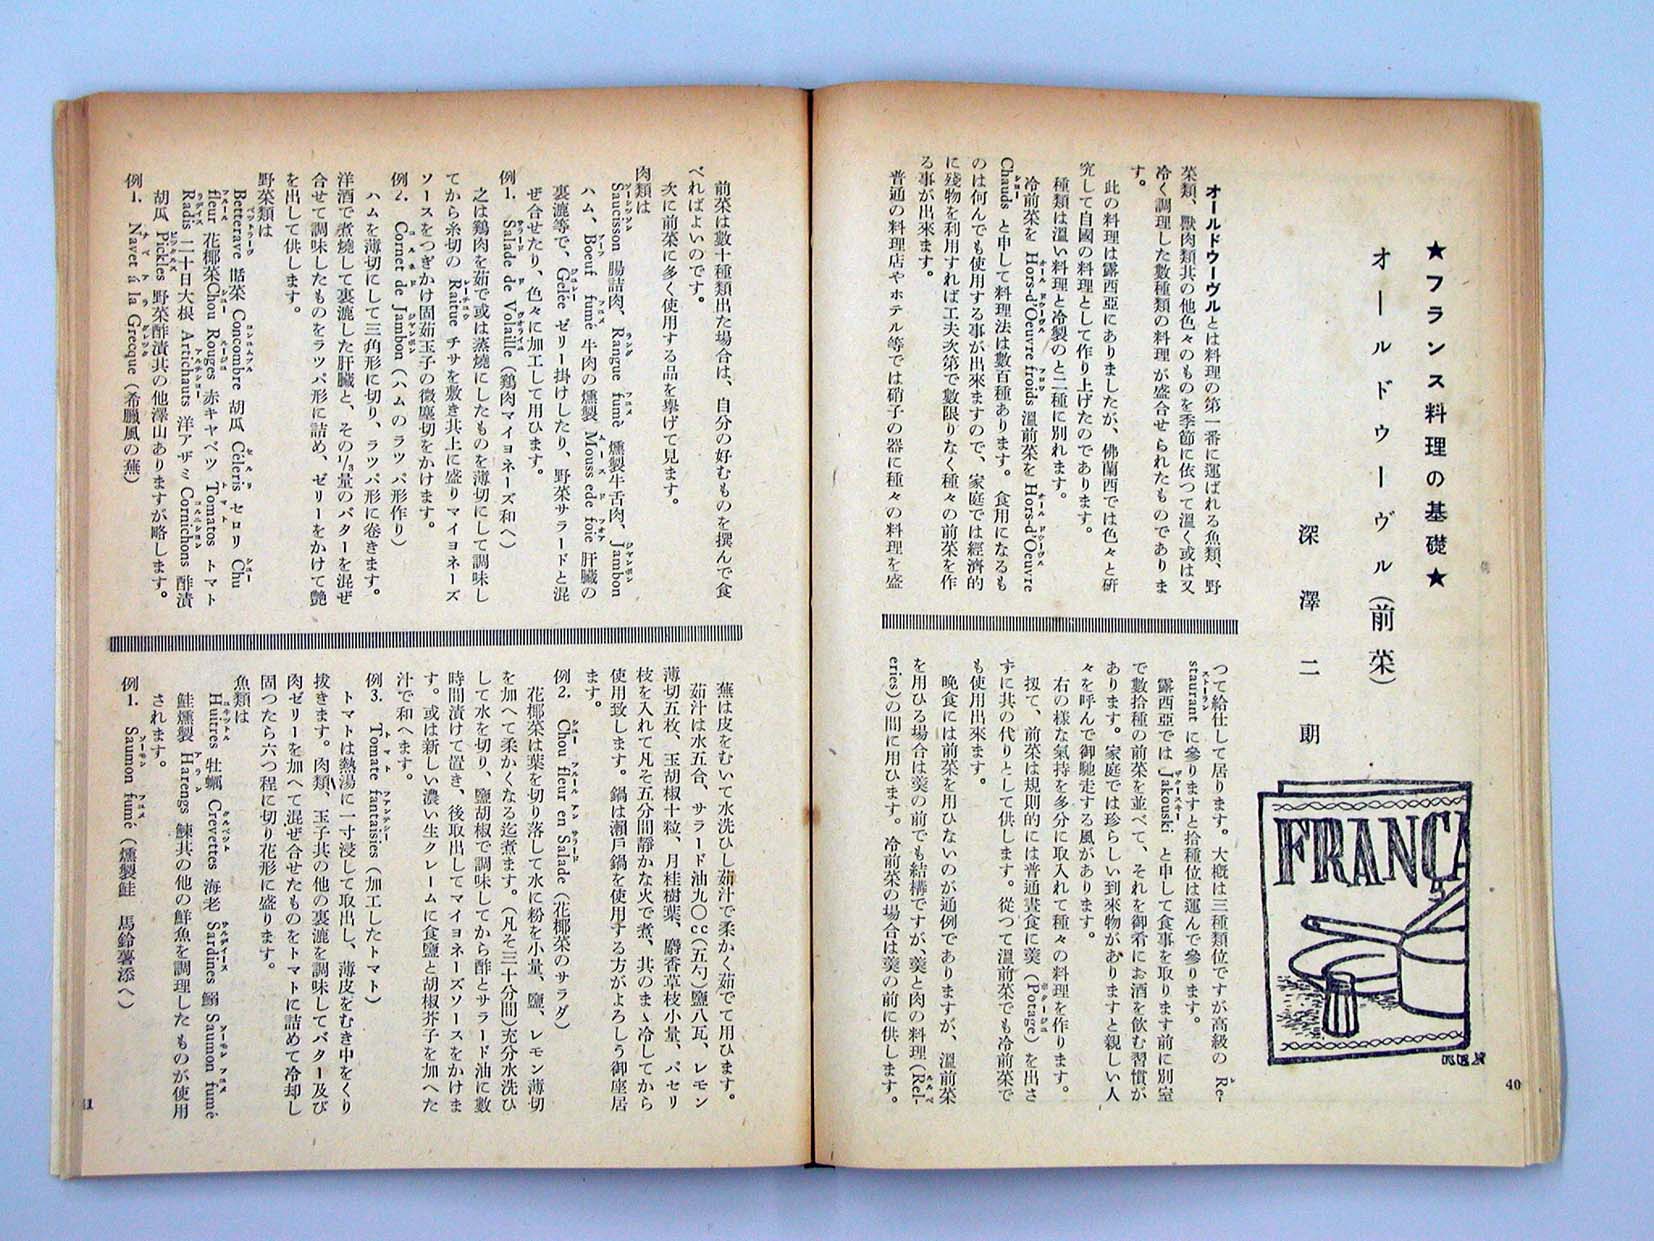 ★フランス料理の基礎★
オールドウーヴル（前菜）
深澤二朗
FRANÇA
オールドウーヴルとは料理の第一番に運ばれる魚類、野
菜類、獸肉類其の他色々のものを季節に依つて溫く或は又
冷く調理した數種類の料理が盛合せられたものでありま
す。
此の料理は露西亞にありましたが、佛蘭西では色々と硏
究して自國の料理として作り上げたのであります。
種類は溫い料理と冷製のと二種に別れます。
冷前菜を Hors-d'Oeuvre froids 溫前菜を Hors-d'Oeuvre
Chauds と申して料理法は數百種あります。食用になるも
のは何んでも使用する事が出來ますので、家庭では經濟的
に殘物を利用すれば工夫次第で數限りなく種々の前菜を作
る事が出來ます。
普通の料理店やホテル等では硝子の器に種々の料理を盛
つて給仕して居ります。大槪は三種類位ですが高級の Re-
staurant に參りますと拾種位は運んで參ります。
露西亞では Jakouski と申して食事を取ります前に別室
で數拾種の前菜を並べて、それを御肴にお酒を飲む習慣が
あります。家庭では珍らしい到來物がありますと親しい人
々を呼んで御馳走する風があります。
右の樣な氣持を多分に取入れて種々の料理を作ります。
扨て、前菜は規則的には普通晝食に羹（Portage）を出さ
ずに其の代りとして供します。從つて溫前菜でも冷前菜で
も使用出來ます。
晚食には前菜を用ひないのが通例でありますが、溫前菜
を用ひる場合は羹の前でも結構ですが、羹と肉の料理（Rel-
eries）の間に用ひます。冷前菜の場合は羹の前に供します。
40
前菜は數十種類出た場合は、自分の好むものを撰んで食
べればよいのです。
次に前菜に多く使用する品を擧げて見ます。
肉類は
Saucisson 腸詰肉、Rangue fumé 燻製牛舌肉、Jambon
ハム、Boeuf fumé 牛肉の燻製 Mouss ede foie 肝臟の
裏漉等で、Gelée ゼリー掛けしたり、野菜サラードと混
ぜ合せたり、色々に加工して用ひます。
例1. Salade de Volaille（鷄肉マイヨネーズ和へ）
之は鷄肉を茹で或は蒸燒にしたものを薄切にして調味し
てから糸切の Raitue チサを敷き共上に盛りマイヨネーズ
ソースをつぎかけ固茹玉子の微塵切をかけます。
例2. Cornet de Jambon（ハムのラツパ形作り）
ハムを薄切にして三角形に切り、ラツパ形に卷きます。
洋酒で煮燒して裏漉した肝臟と、その⅓量のバターを混ぜ
合せて調味したものをラツパ形に詰め、ゼリーをかけて艷
を出して供します。
野菜類は
Betterave 甜菜 Concombre 胡瓜 Céleris セロリ Chu
fleur 花椰菜 Chou Rouges 赤キヤベツ Tomatos トマト
Radis 二十日大根 Artichauts 洋アザミ Cornichons 酢漬
胡瓜 Pickles 野菜酢漬其の他澤山ありますが略します。
例1. Navet á la Grecque（希臘風の蕪）
蕪は皮をむいて水洗ひし茹汁で柔かく茹でて用ひます。
茹汁は水五合、サラード油九〇cc（五勺）鹽八瓦、レモン
薄切五枚、玉胡椒十粒、月桂樹葉、麝香草枝小量、パセリ
枝を入れて凡そ五分間靜かな火で煮、共のまゝ冷してから
使用致します。鍋は瀨戶鍋を使用する方がよろしう御座居
ます。
例2. Chou fleur en Salade（花椰菜のサラダ）
花椰菜は葉を切り落して水に粉を小量、鹽、レモン薄切
を加へて柔かくなる迄煮ます。（凡そ三十分間）充分水洗ひ
して水を切り、鹽胡椒で調味してから酢とサラード油に數
時間漬けて置き、後取出してマイヨネーズソースをかけま
す。或は新しい濃い生クレームに食鹽と胡椒芥子を加へた
汁で和へます。
例3. Tomate fantaisies（加工したトマト）
トマトは熱湯に一寸浸して取出し、薄皮をむき中をくり
拔きます。肉類、玉子共の他の裏漉を調味してバター及び
肉ゼリーを加へて混ぜ合せたものをトマトに詰めて冷却し
固つたら六つ程に切り花形に盛ります。
魚類は
Huitres 牡蠣 Crevettes 海老 Sardines 鰯 Saumon fumé
鮭燻製 Harengs 鰊其の他の鮮魚を調理したものが使用
されます。
例1. Saumon fumé（燻製鮭 馬鈴薯添へ）
41